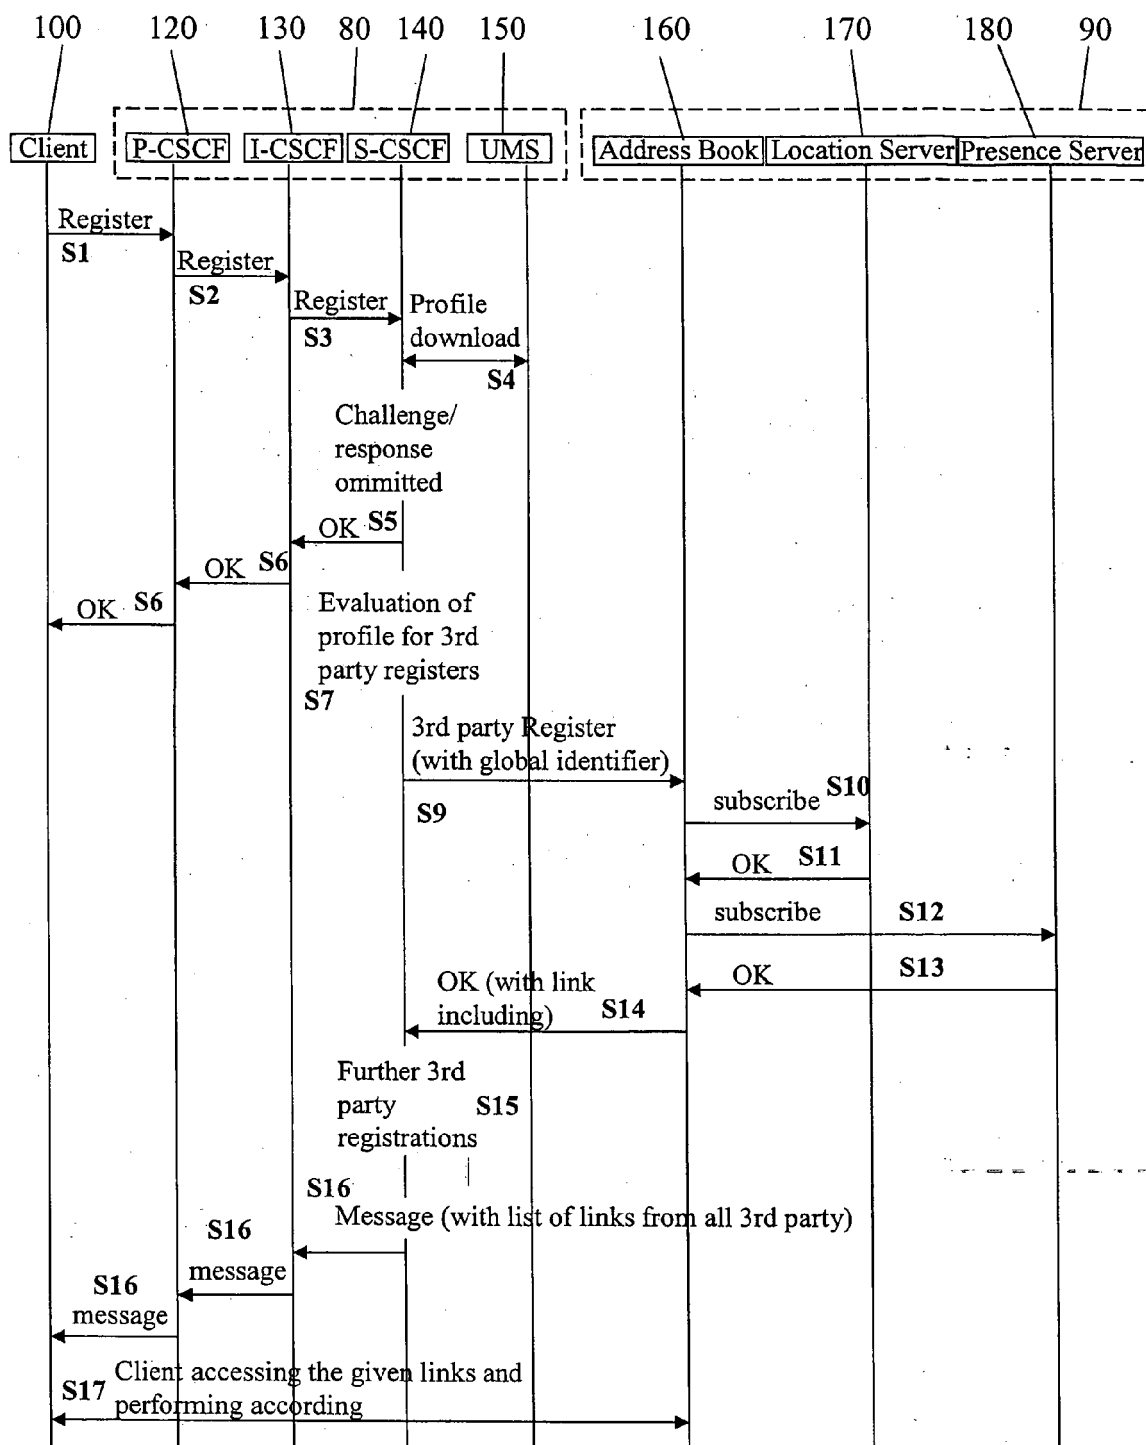 100 120 130 80 140 150 160 170 180 90
Client P-CSCF I-CSCF S-CSCF UMS Address Book Location Server Presence Server
Register
S1
Register
S2
Register
S3
Profile
download
S4
Challenge/
response
ommitted
OK S5
OK S6
OK S6
Evaluation of
profile for 3rd
party registers
S7
3rd party Register
(with global identifier)
S9
subscribe S10
OK S11
subscribe S12
OK S13
OK (with link
including) S14
Further 3rd
party S15
registrations
S16
Message (with list of links from all 3rd party)
S16
message
S16
message
Client accessing the given links and
S17 performing according